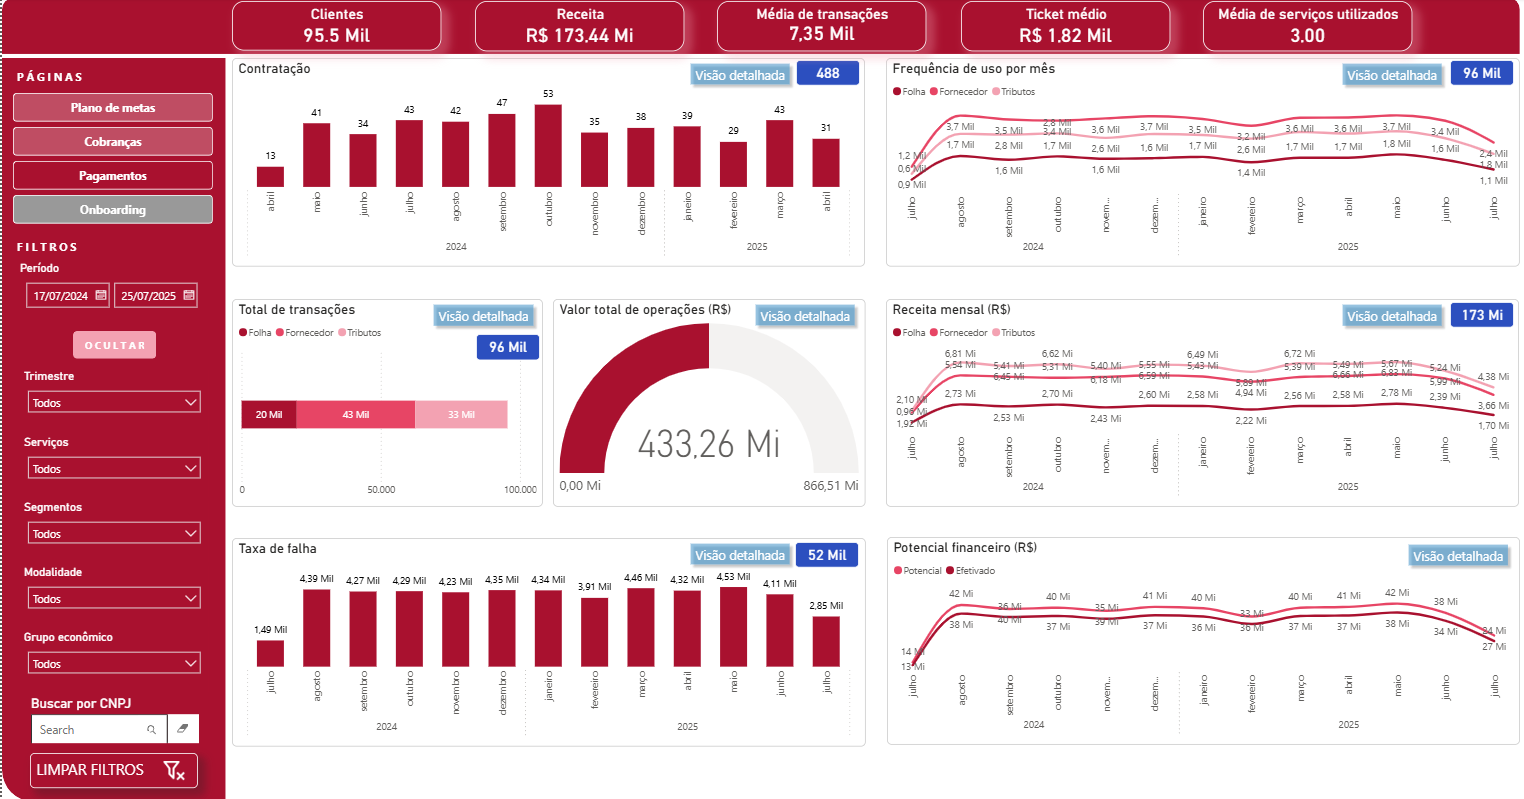 Clientes
95.5 Mil
Receita
R$ 173,44 Mi
Média de transações
7,35 Mil
Ticket médio
R$ 1,82 Mil
Média de serviços utilizados
3,00
PÁGINAS
Plano de metas
Cobranças
Pagamentos
Onboarding
FILTROS
Período
17/07/2024
25/07/2025
OCULTAR
Trimestre
Todos
Serviços
Todos
Segmentos
Todos
Modalidade
Todos
Grupo econômico
Todos
Buscar por CNPJ
Search
LIMPAR FILTROS
Contratação
Visão detalhada
488
13 41 34 43 42 47 53 35 38 39 29 43 31
abril maio junho julho agosto setembro outubro novembro dezembro janeiro fevereiro março abril
2024 2025
Frequência de uso por mês
Visão detalhada
96 Mil
Folha Fornecedor Tributos
1,2 Mil 3,7 Mil 3,5 Mil 2,8 Mil 3,6 Mil 3,7 Mil 3,5 Mil 3,2 Mil 3,6 Mil 3,6 Mil 3,7 Mil 3,4 Mil 2,4 Mil
0,6 Mil 1,7 Mil 2,8 Mil 3,4 Mil 2,6 Mil 1,6 Mil 1,7 Mil 2,6 Mil 1,7 Mil 1,7 Mil 1,8 Mil 1,6 Mil 1,8 Mil
0,9 Mil 1,6 Mil 1,7 Mil 1,6 Mil 1,4 Mil 1,1 Mil
julho agosto setembro outubro novem... dezem... janeiro fevereiro março abril maio junho julho
2024 2025
Total de transações
Visão detalhada
96 Mil
Folha Fornecedor Tributos
20 Mil 43 Mil 33 Mil
0 50.000 100.000
Valor total de operações (R$)
Visão detalhada
433,26 Mi
0,00 Mi 866,51 Mi
Receita mensal (R$)
Visão detalhada
173 Mi
Folha Fornecedor Tributos
2,10 Mi 6,81 Mi 5,41 Mi 6,62 Mi 5,40 Mi 5,55 Mi 6,49 Mi 5,89 Mi 6,72 Mi 5,49 Mi 5,67 Mi 5,24 Mi 4,38 Mi
0,96 Mi 5,54 Mi 6,45 Mi 5,31 Mi 6,18 Mi 6,59 Mi 5,43 Mi 4,94 Mi 5,39 Mi 6,66 Mi 6,83 Mi 5,99 Mi 3,66 Mi
1,92 Mi 2,73 Mi 2,53 Mi 2,70 Mi 2,43 Mi 2,60 Mi 2,58 Mi 2,22 Mi 2,56 Mi 2,58 Mi 2,78 Mi 2,39 Mi 1,70 Mi
julho agosto setembro outubro novem... dezem... janeiro fevereiro março abril maio junho julho
2024 2025
Taxa de falha
Visão detalhada
52 Mil
1,49 Mil 4,39 Mil 4,27 Mil 4,29 Mil 4,23 Mil 4,35 Mil 4,34 Mil 3,91 Mil 4,46 Mil 4,32 Mil 4,53 Mil 4,11 Mil 2,85 Mil
julho agosto setembro outubro novembro dezembro janeiro fevereiro março abril maio junho julho
2024 2025
Potencial financeiro (R$)
Visão detalhada
Potencial Efetivado
14 Mi 42 Mi 36 Mi 40 Mi 35 Mi 41 Mi 40 Mi 33 Mi 40 Mi 41 Mi 42 Mi 38 Mi
13 Mi 38 Mi 40 Mi 37 Mi 39 Mi 37 Mi 36 Mi 36 Mi 37 Mi 37 Mi 38 Mi 34 Mi 27 Mi
julho agosto setembro outubro novem... dezem... janeiro fevereiro março abril maio junho julho
2024 2025